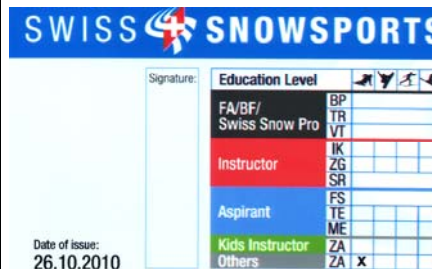 SWISS SNOWSPORTS
Signature:
Education Level
FA/BF/
Swiss Snow Pro
BP
TR
VT
Instructor
IK
ZG
SR
Aspirant
FS
TE
ME
Kids Instructor ZA
Others ZA X
Date of issue:
26.10.2010